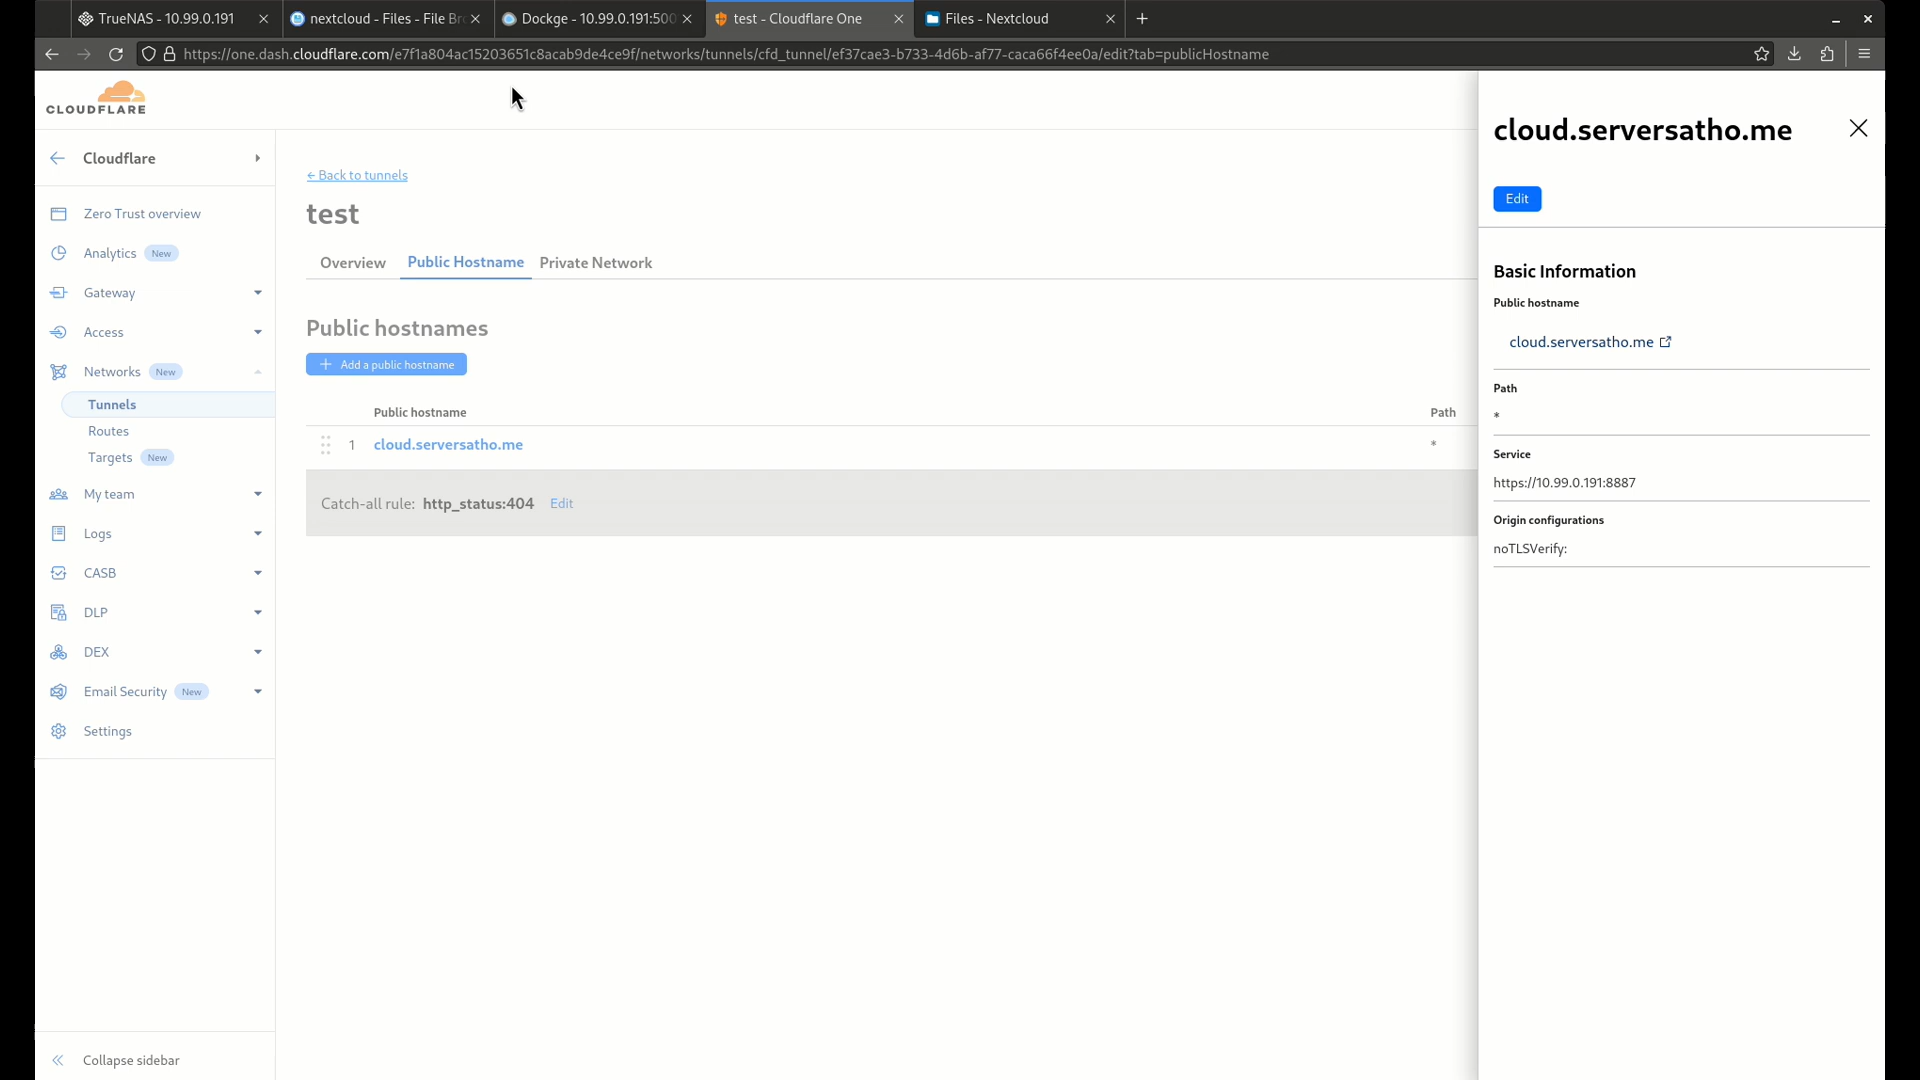 TrueNAS - 10.99.0.191
nextcloud - Files - File Br
Dockge - 10.99.0.191:500
test - Cloudflare One
Files - Nextcloud
https://one.dash.cloudflare.com/e7f1a804ac15203651c8acab9de4ce9f/networks/tunnels/cfd_tunnel/ef37cae3-b733-4d6b-af77-caca66f4ee0a/edit?tab=publicHostname
CLOUDFLARE
Cloudflare
Zero Trust overview
Analytics New
Gateway
Access
Networks New
Tunnels
Routes
Targets New
My team
Logs
CASB
DLP
DEX
Email Security New
Settings
Collapse sidebar
← Back to tunnels
test
Overview
Public Hostname
Private Network
Public hostnames
+ Add a public hostname
Public hostname
Path
1 cloud.serversatho.me *
Catch-all rule: http_status:404 Edit
cloud.serversatho.me
Edit
Basic Information
Public hostname
cloud.serversatho.me
Path
*
Service
https://10.99.0.191:8887
Origin configurations
noTLSVerify: